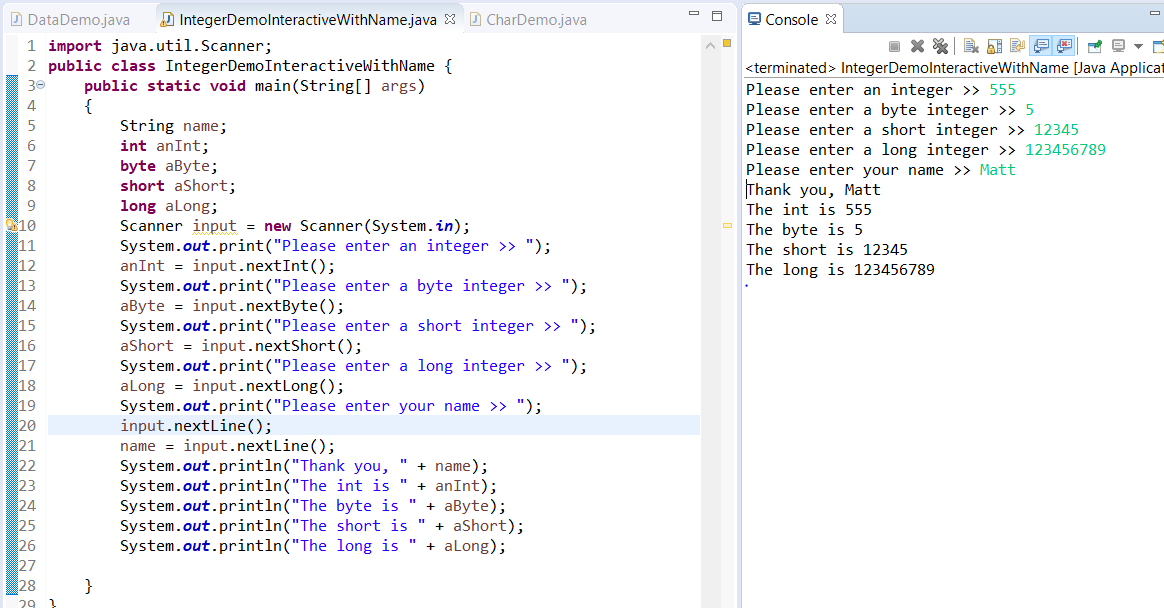 DataDemo.java IntegerDemoInteractiveWithName.java CharDemo.java
1 import java.util.Scanner;
2 public class IntegerDemoInteractiveWithName {
3 public static void main(String[] args)
4 {
5 String name;
6 int anInt;
7 byte aByte;
8 short aShort;
9 long aLong;
10 Scanner input = new Scanner(System.in);
11 System.out.print("Please enter an integer >> ");
12 anInt = input.nextInt();
13 System.out.print("Please enter a byte integer >> ");
14 aByte = input.nextByte();
15 System.out.print("Please enter a short integer >> ");
16 aShort = input.nextShort();
17 System.out.print("Please enter a long integer >> ");
18 aLong = input.nextLong();
19 System.out.print("Please enter your name >> ");
20 input.nextLine();
21 name = input.nextLine();
22 System.out.println("Thank you, " + name);
23 System.out.println("The int is " + anInt);
24 System.out.println("The byte is " + aByte);
25 System.out.println("The short is " + aShort);
26 System.out.println("The long is " + aLong);
27
28 }
29 }
Console
<terminated> IntegerDemoInteractiveWithName [Java Applicat
Please enter an integer >> 555
Please enter a byte integer >> 5
Please enter a short integer >> 12345
Please enter a long integer >> 123456789
Please enter your name >> Matt
Thank you, Matt
The int is 555
The byte is 5
The short is 12345
The long is 123456789